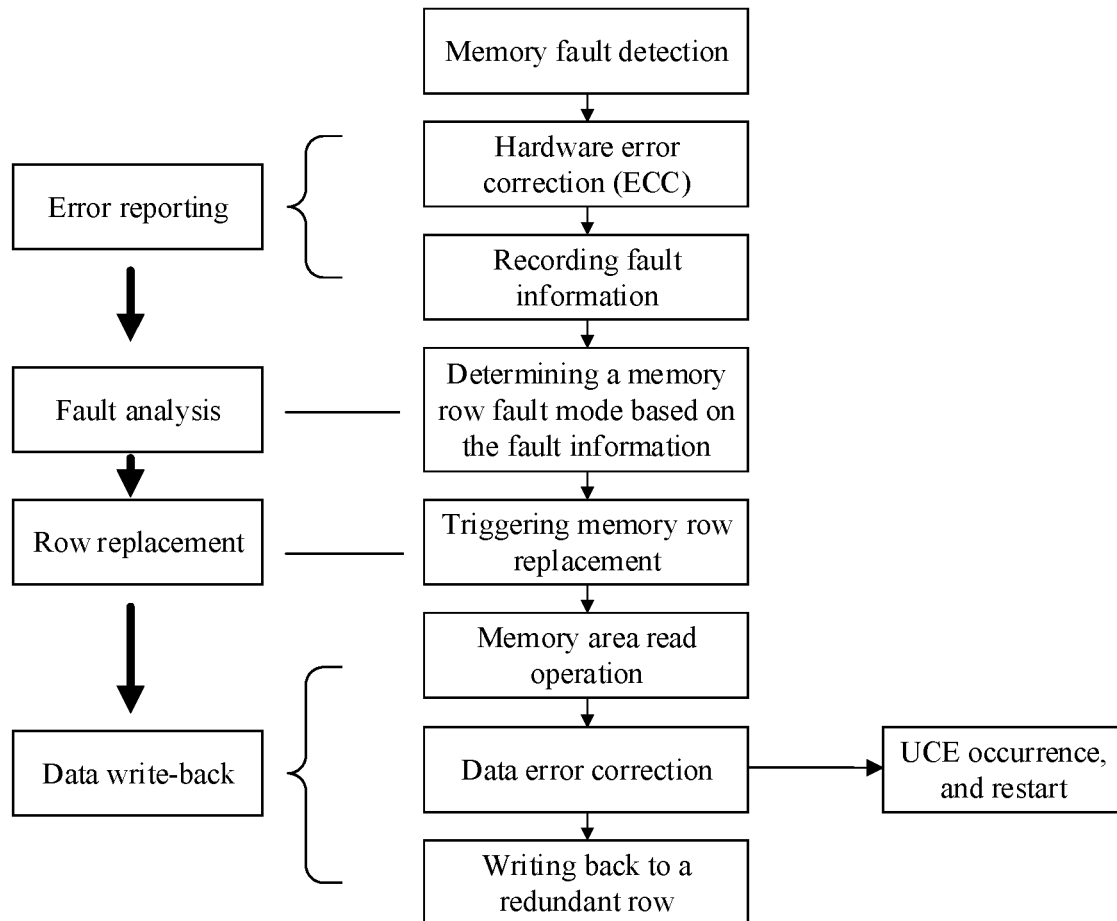 Memory fault detection
Hardware error
correction (ECC)
Error reporting
Recording fault
information
Determining a memory
row fault mode based on
the fault information
Fault analysis
Triggering memory row
replacement
Row replacement
Memory area read
operation
Data write-back
Data error correction
UCE occurrence,
and restart
Writing back to a
redundant row